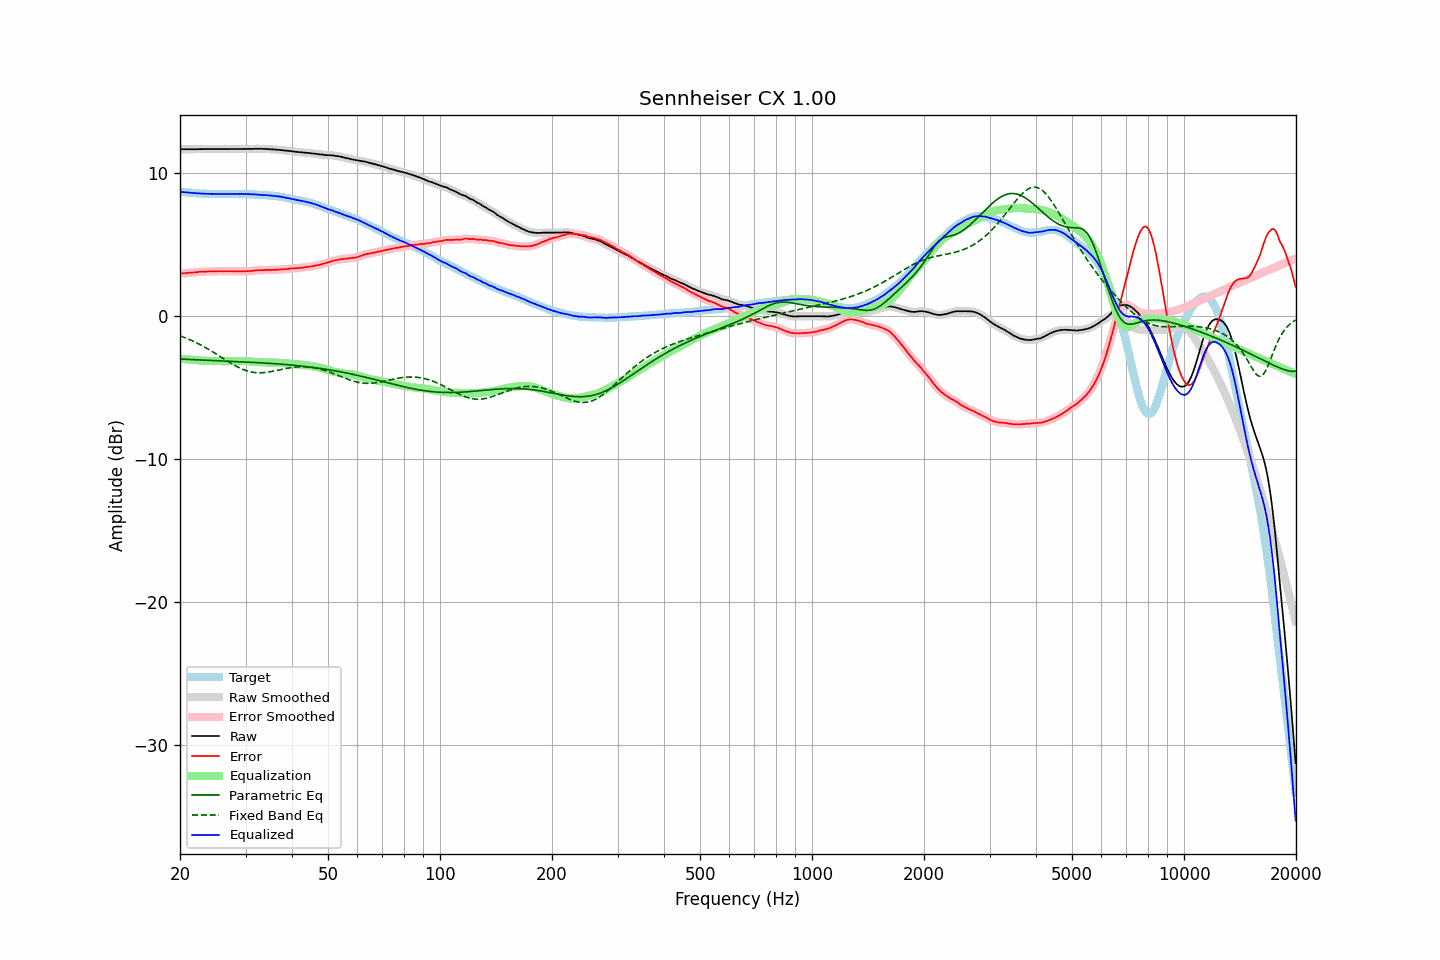 Sennheiser CX 1.00
Amplitude (dBr)
10
0
−10
−20
−30
Target
Raw Smoothed
Error Smoothed
Raw
Error
Equalization
Parametric Eq
Fixed Band Eq
Equalized
20 50 100 200 500 1000 2000 5000 10000 20000
Frequency (Hz)